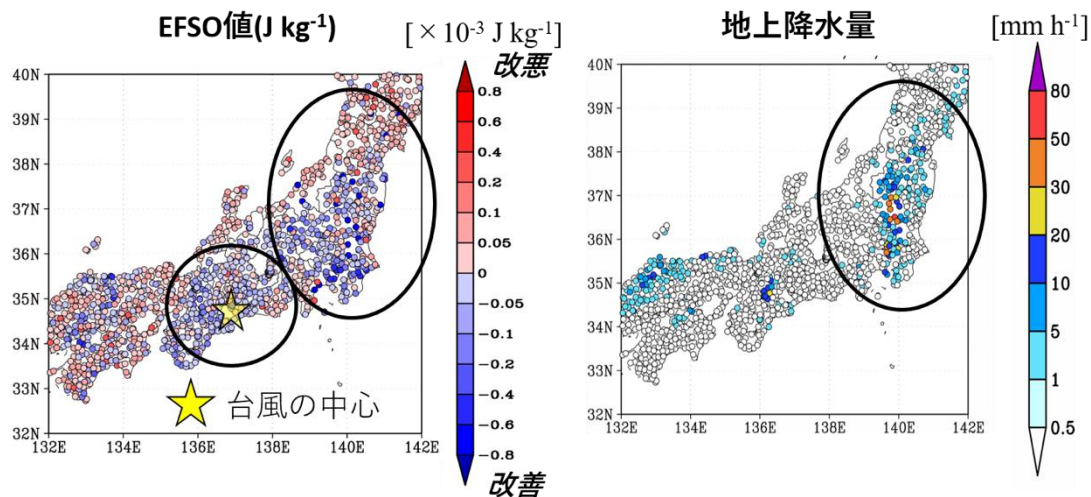 EFSO値(J kg-1)
[×10-3 J kg-1]
改悪
40N
39N
38N
37N
36N
35N
34N
33N
32N
132E
134E
136E
138E
140E
142E
0.8
0.6
0.4
0.2
0.1
0.05
0
-0.05
-0.1
-0.2
-0.4
-0.6
-0.8
改善
台風の中心
地上降水量
[mm h-1]
40N
39N
38N
37N
36N
35N
34N
33N
32N
132E
134E
136E
138E
140E
142E
80
50
30
20
10
5
1
0.5